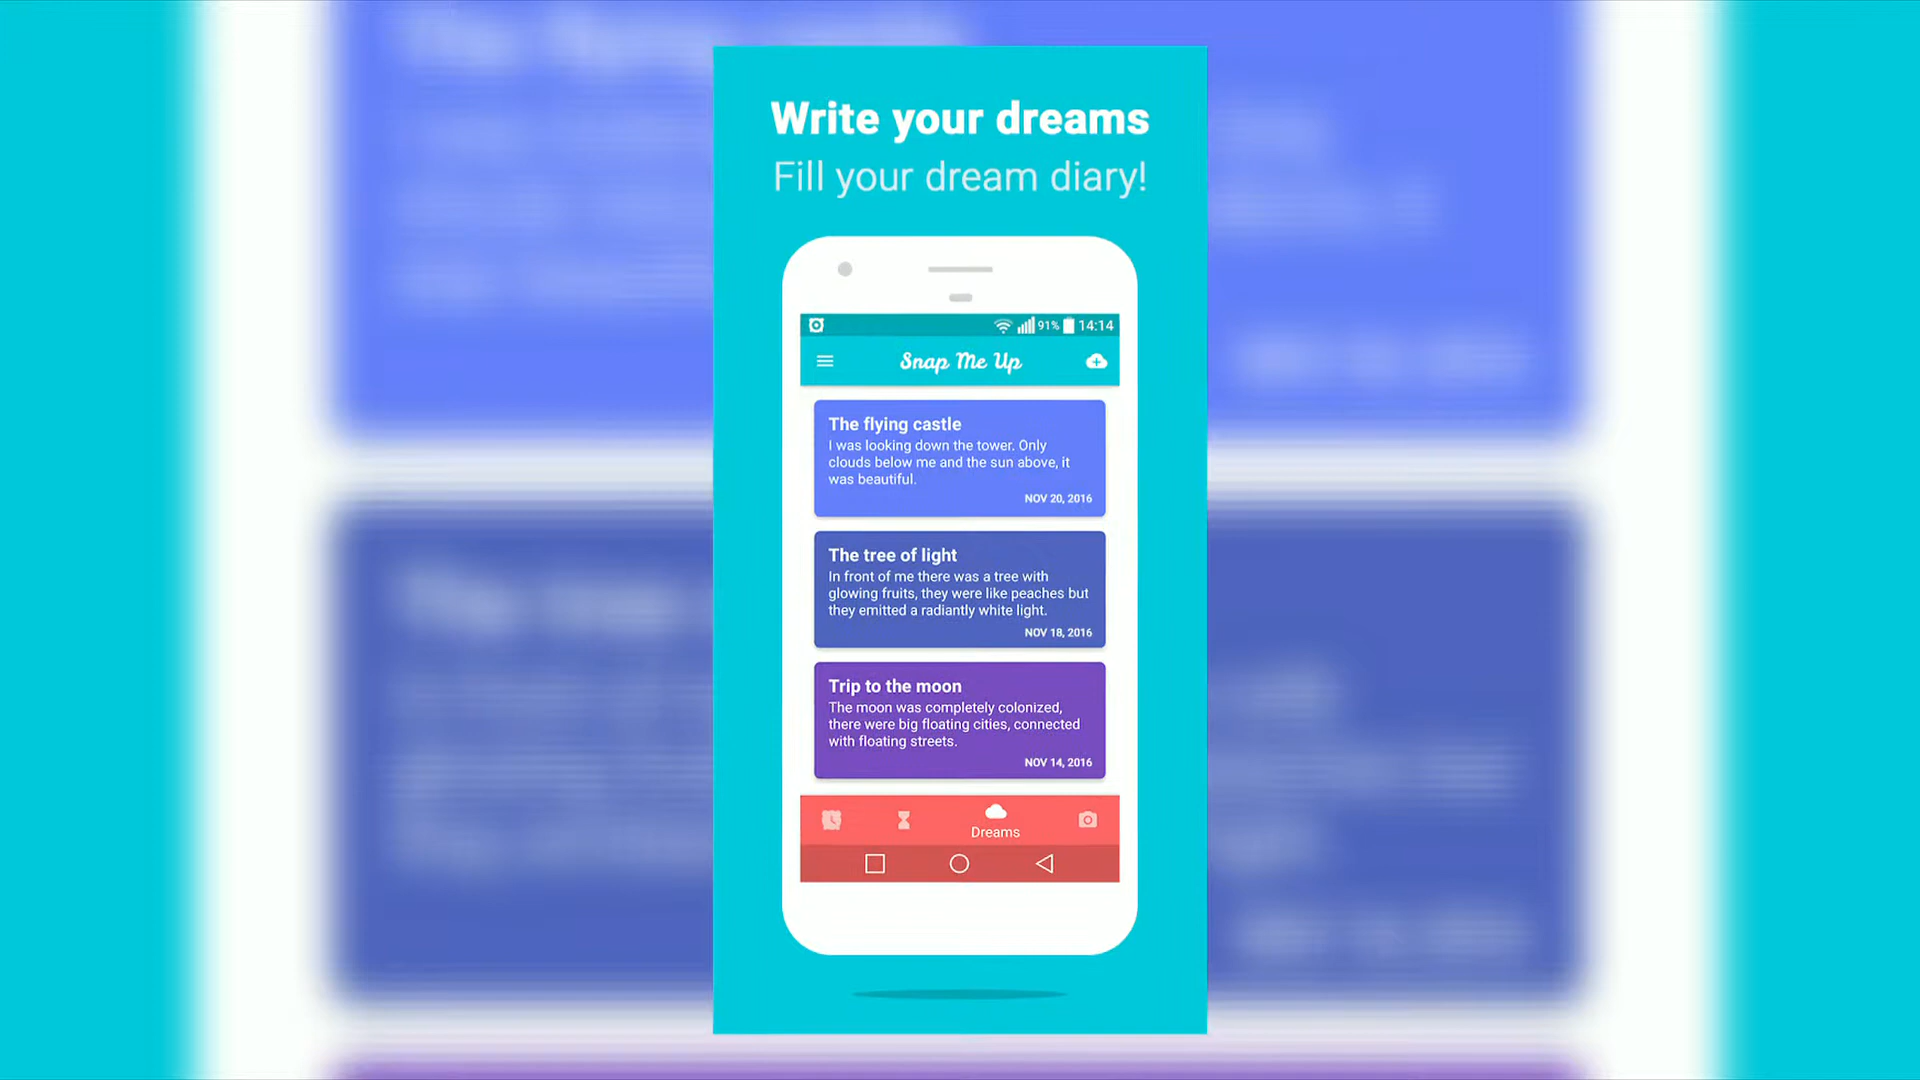 Write your dreams
Fill your dream diary!
91% 14:14
Snap Me Up
The flying castle
I was looking down the tower. Only
clouds below me and the sun above, it
was beautiful.
NOV 20, 2016
The tree of light
In front of me there was a tree with
glowing fruits, they were like peaches but
they emitted a radiantly white light.
NOV 18, 2016
Trip to the moon
The moon was completely colonized,
there were big floating cities, connected
with floating streets.
NOV 14, 2016
Dreams